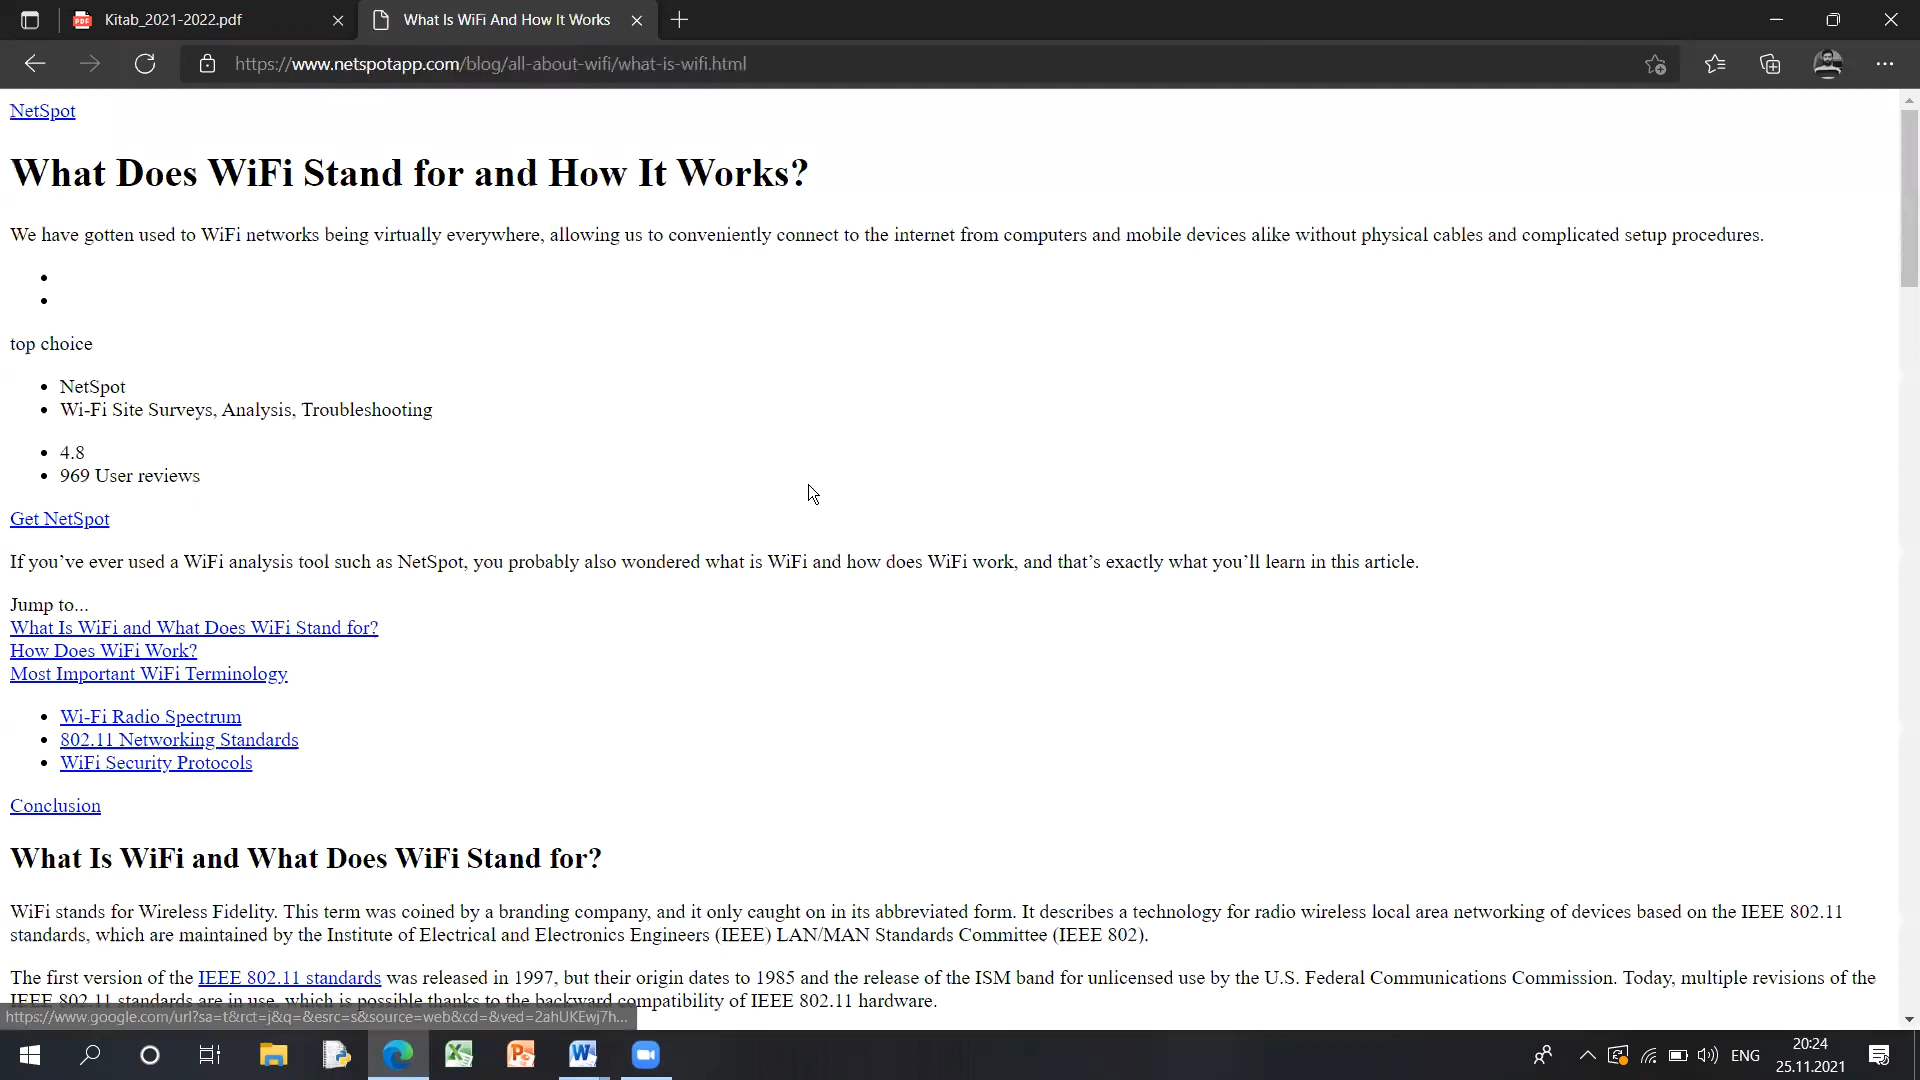 Kitab_2021-2022.pdf
What Is WiFi And How It Works
https://www.netspotapp.com/blog/all-about-wifi/what-is-wifi.html
NetSpot
What Does WiFi Stand for and How It Works?
We have gotten used to WiFi networks being virtually everywhere, allowing us to conveniently connect to the internet from computers and mobile devices alike without physical cables and complicated setup procedures.
top choice
NetSpot
Wi-Fi Site Surveys, Analysis, Troubleshooting
4.8
969 User reviews
Get NetSpot
If you’ve ever used a WiFi analysis tool such as NetSpot, you probably also wondered what is WiFi and how does WiFi work, and that’s exactly what you’ll learn in this article.
Jump to...
What Is WiFi and What Does WiFi Stand for?
How Does WiFi Work?
Most Important WiFi Terminology
Wi-Fi Radio Spectrum
802.11 Networking Standards
WiFi Security Protocols
Conclusion
What Is WiFi and What Does WiFi Stand for?
WiFi stands for Wireless Fidelity. This term was coined by a branding company, and it only caught on in its abbreviated form. It describes a technology for radio wireless local area networking of devices based on the IEEE 802.11
standards, which are maintained by the Institute of Electrical and Electronics Engineers (IEEE) LAN/MAN Standards Committee (IEEE 802).
The first version of the IEEE 802.11 standards was released in 1997, but their origin dates to 1985 and the release of the ISM band for unlicensed use by the U.S. Federal Communications Commission. Today, multiple revisions of the
IEEE 802.11 standards are in use, which is possible thanks to the backward compatibility of IEEE 802.11 hardware.
https://www.google.com/url?sa=t&rct=j&q=&esrc=s&source=web&cd=&ved=2ahUKEwj7h...
ENG
20:24
25.11.2021